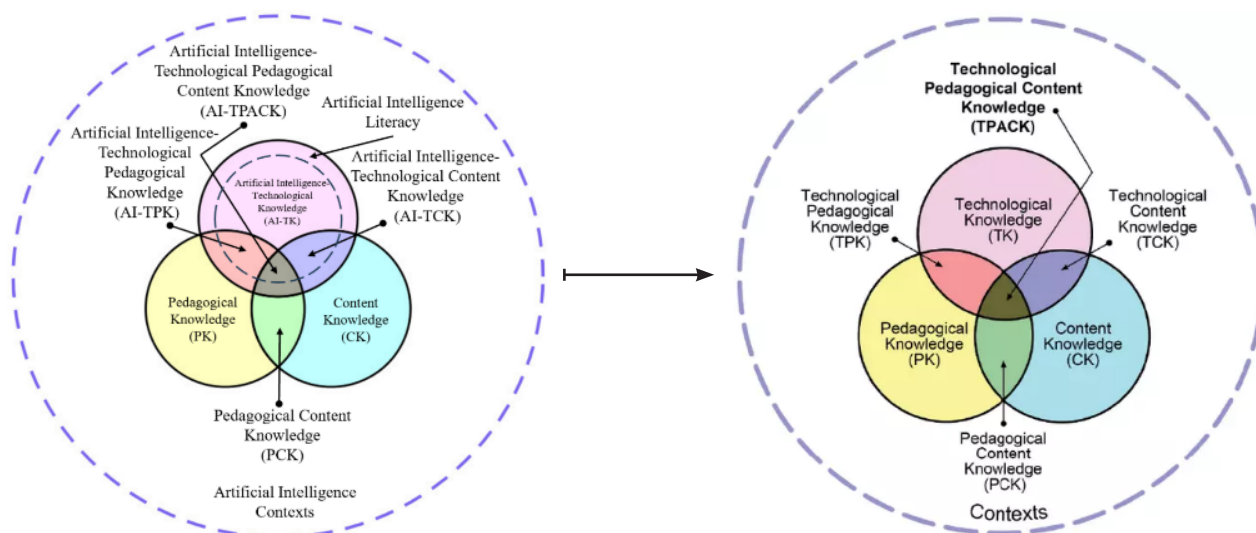 Artificial Intelligence-
Technological Pedagogical
Content Knowledge
(AI-TPACK)
Artificial Intelligence
Literacy
Artificial Intelligence-
Technological
Pedagogical
Knowledge
(AI-TPK)
Artificial Intelligence-
Technological Content
Knowledge
(AI-TCK)
Artificial Intelligence-
Technological
Knowledge
(AI-TK)
Pedagogical
Knowledge
(PK)
Content
Knowledge
(CK)
Pedagogical Content
Knowledge
(PCK)
Artificial Intelligence
Contexts
Technological
Pedagogical Content
Knowledge
(TPACK)
Technological
Pedagogical
Knowledge
(TPK)
Technological
Knowledge
(TK)
Technological
Content
Knowledge
(TCK)
Pedagogical
Knowledge
(PK)
Content
Knowledge
(CK)
Pedagogical
Content
Knowledge
(PCK)
Contexts